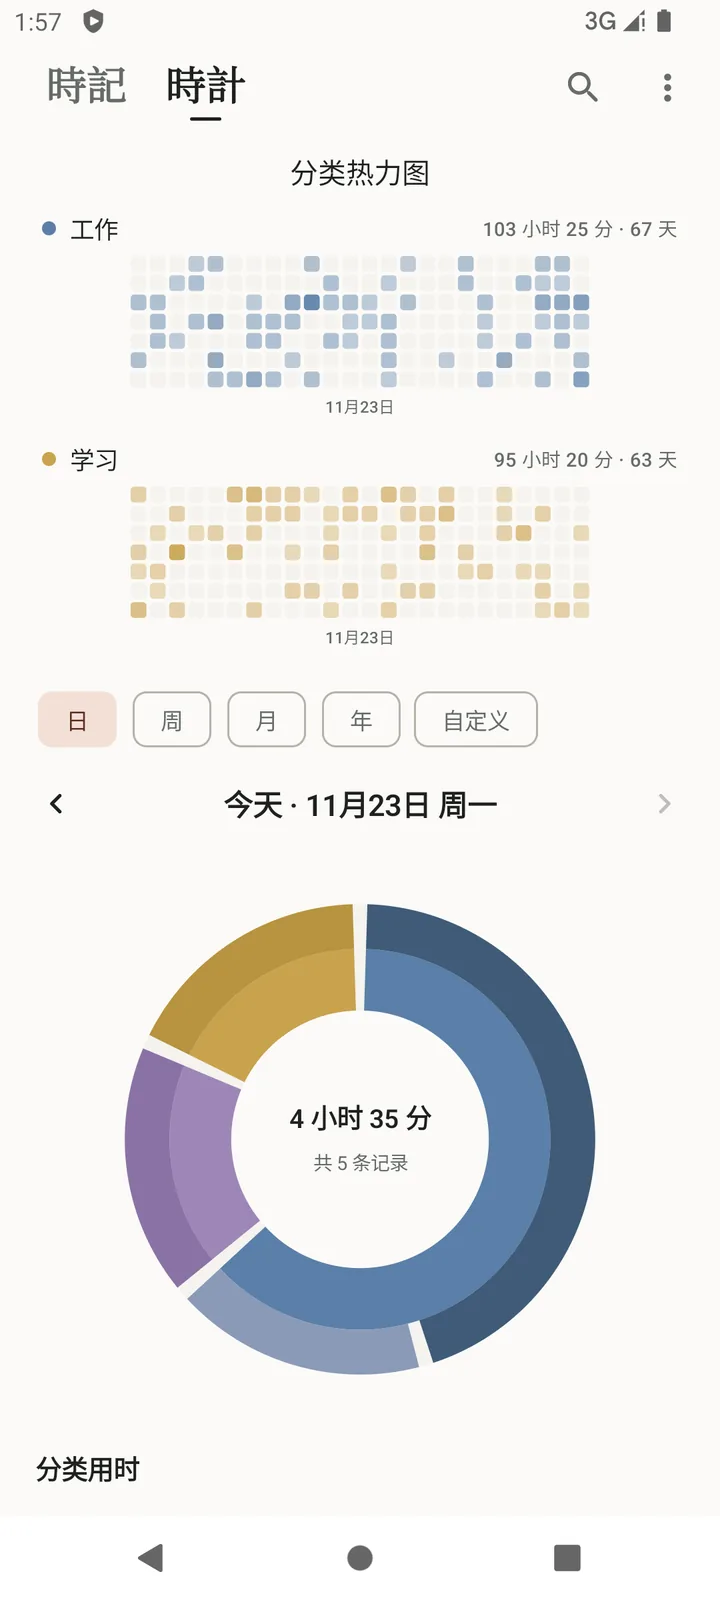 1:57 3G
時記 時計
分类热力图
工作 103 小时 25 分 · 67 天
11月23日
学习 95 小时 20 分 · 63 天
11月23日
日 周 月 年 自定义
今天 · 11月23日 周一
4 小时 35 分
共 5 条记录
分类用时